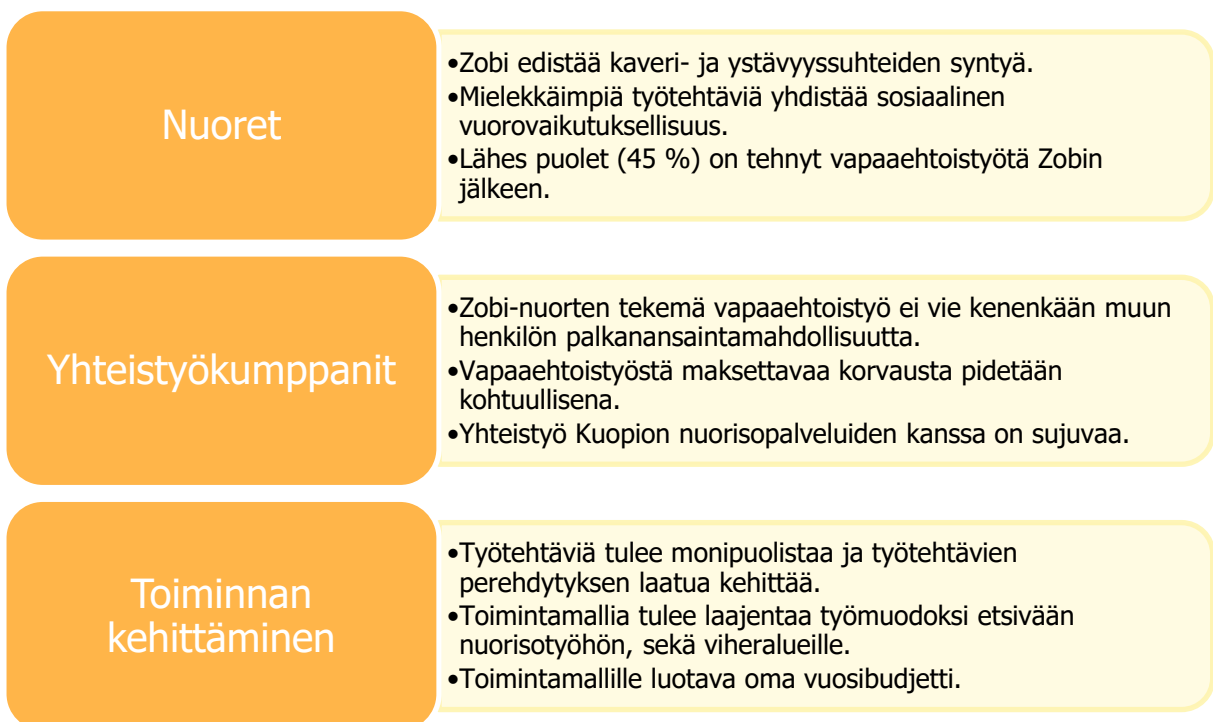 Nuoret
•Zobi edistää kaveri- ja ystävyyssuhteiden syntyä.
•Mielekkäimpiä työtehtäviä yhdistää sosiaalinen
vuorovaikutuksellisuus.
•Lähes puolet (45 %) on tehnyt vapaaehtoistyötä Zobin
jälkeen.
Yhteistyökumppanit
•Zobi-nuorten tekemä vapaaehtoistyö ei vie kenenkään muun
henkilön palkanansaintamahdollisuutta.
•Vapaaehtoistyöstä maksettavaa korvausta pidetään
kohtuullisena.
•Yhteistyö Kuopion nuorisopalveluiden kanssa on sujuvaa.
Toiminnan
kehittäminen
•Työtehtäviä tulee monipuolistaa ja työtehtävien
perehdytyksen laatua kehittää.
•Toimintamallia tulee laajentaa työmuodoksi etsivään
nuorisotyöhön, sekä viheralueille.
•Toimintamallille luotava oma vuosibudjetti.